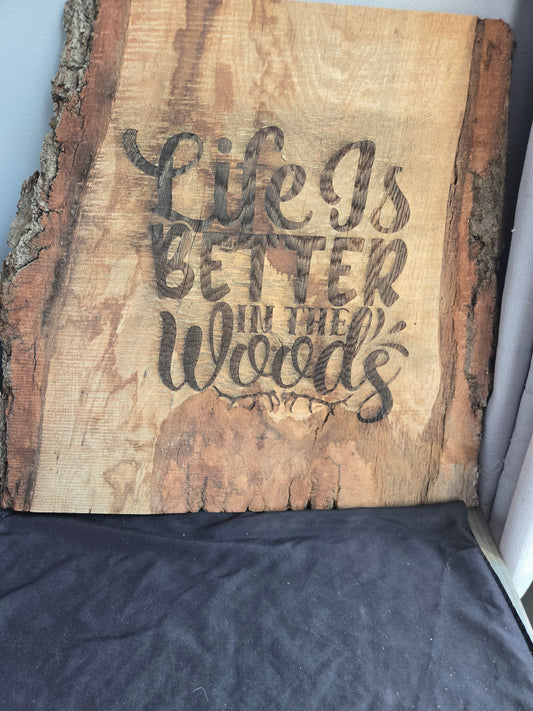 Life Is
BETTER
IN THE
Woods